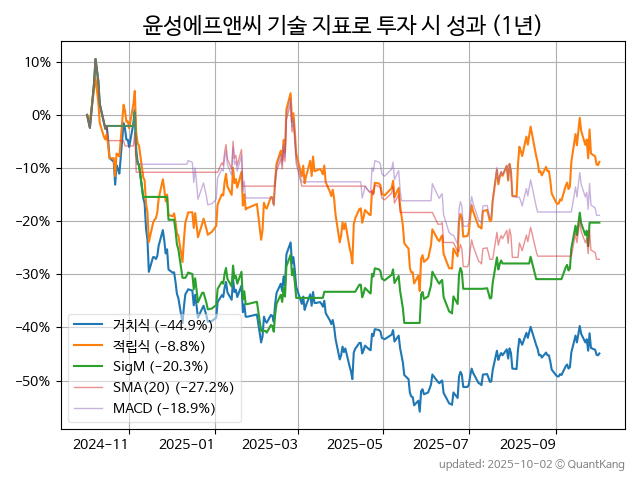 윤성에프앤씨 기술 지표로 투자 시 성과 (1년)
10%
0%
−10%
−20%
−30%
−40%
−50%
거치식 (−44.9%)
적립식 (−8.8%)
SigM (−20.3%)
SMA(20) (−27.2%)
MACD (−18.9%)
2024-11 2025-01 2025-03 2025-05 2025-07 2025-09
updated: 2025-10-02 © QuantKang